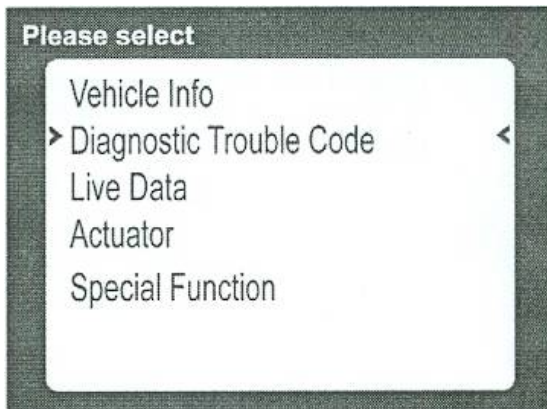 Please select
Vehicle Info
> Diagnostic Trouble Code <
Live Data
Actuator
Special Function